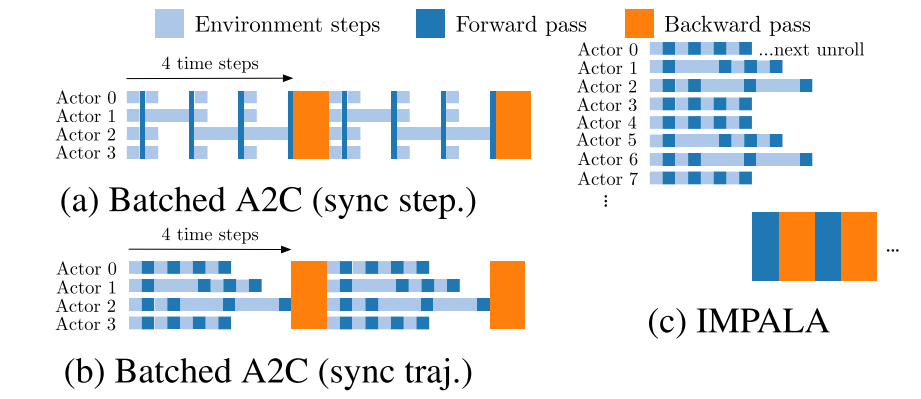 Environment steps Forward pass Backward pass
4 time steps
Actor 0
Actor 1
Actor 2
Actor 3
(a) Batched A2C (sync step.)
4 time steps
Actor 0
Actor 1
Actor 2
Actor 3
(b) Batched A2C (sync traj.)
Actor 0 ...next unroll
Actor 1
Actor 2
Actor 3
Actor 4
Actor 5
Actor 6
Actor 7
⋮
...
(c) IMPALA